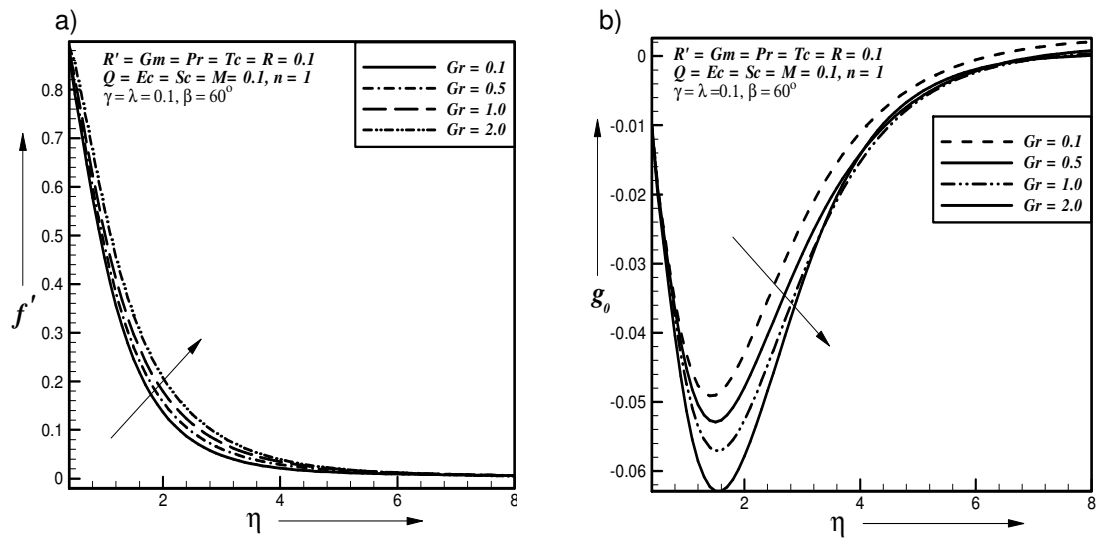 a)
R' = Gm = Pr = Tc = R = 0.1
Q = Ec = Sc = M= 0.1, n = 1
γ = λ = 0.1, β = 60°
Gr = 0.1
Gr = 0.5
Gr = 1.0
Gr = 2.0
0.8
0.7
0.6
0.5
0.4
0.3
0.2
0.1
0
f'
2
4
6
8
η
b)
R' = Gm = Pr = Tc = R = 0.1
Q = Ec = Sc = M = 0.1, n = 1
γ = λ =0.1, β = 60°
Gr = 0.1
Gr = 0.5
Gr = 1.0
Gr = 2.0
0
-0.01
-0.02
-0.03
-0.04
-0.05
-0.06
g₀
2
4
6
8
η